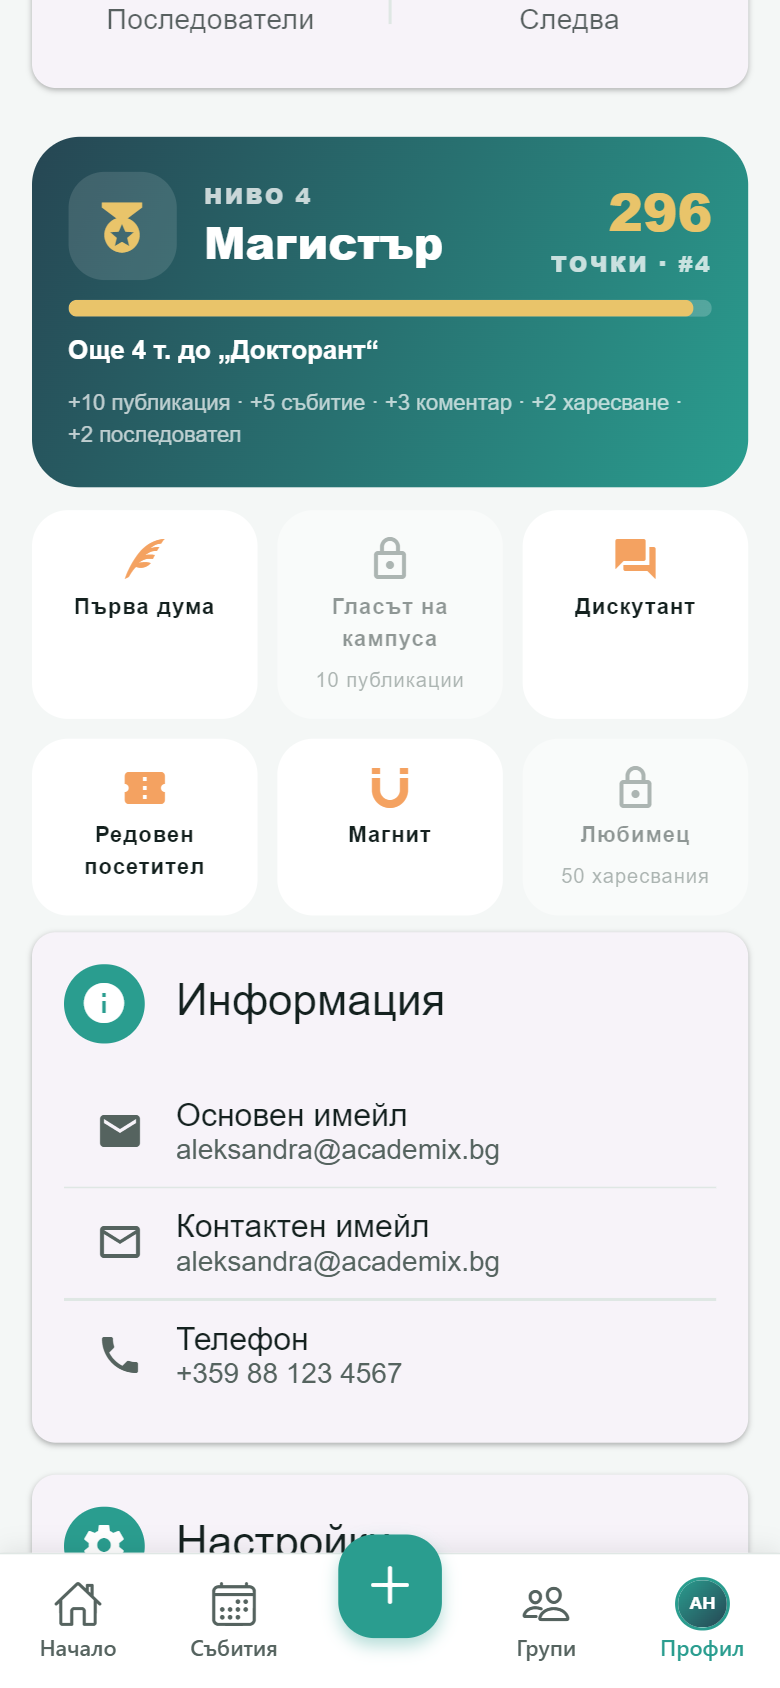 Последователи
Следва
НИВО 4
Магистър
296
ТОЧКИ · #4
Още 4 т. до „Докторант“
+10 публикация · +5 събитие · +3 коментар · +2 харесване ·
+2 последовател
Първа дума
Гласът на
кампуса
10 публикации
Дискутант
Редовен
посетител
Магнит
Любимец
50 харесвания
Информация
Основен имейл
aleksandra@academix.bg
Контактен имейл
aleksandra@academix.bg
Телефон
+359 88 123 4567
Настройки
Начало
Събития
Групи
АН
Профил